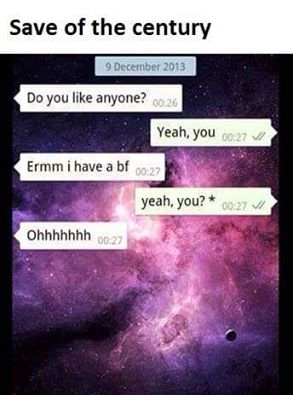 Save of the century
9 December 2013
Do you like anyone? 00:26
Yeah, you 00:27
Ermm i have a bf 00:27
yeah, you? * 00:27
Ohhhhhhh 00:27